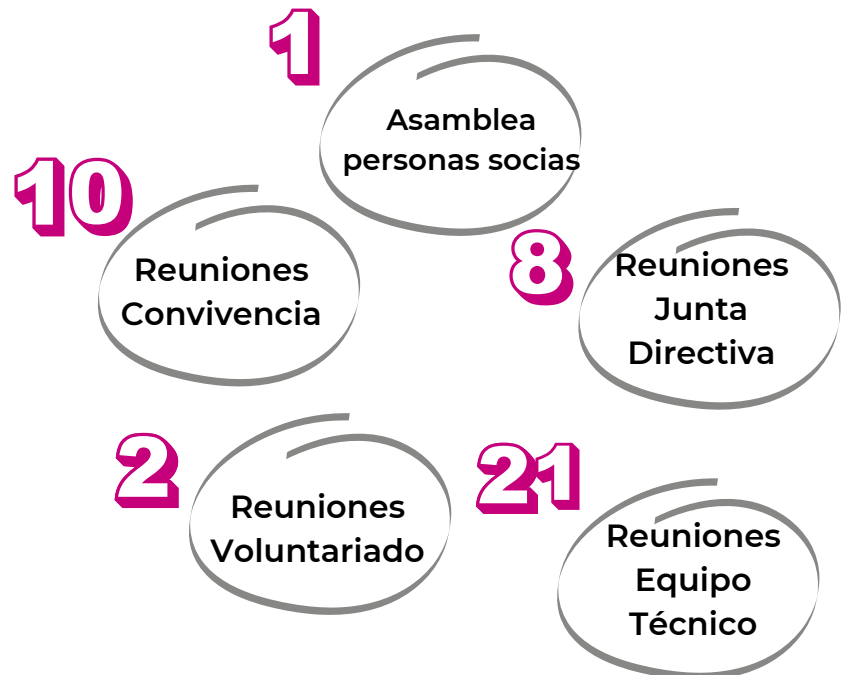 1
Asamblea
personas socias
10
Reuniones
Convivencia
8
Reuniones
Junta
Directiva
2
Reuniones
Voluntariado
21
Reuniones
Equipo
Técnico